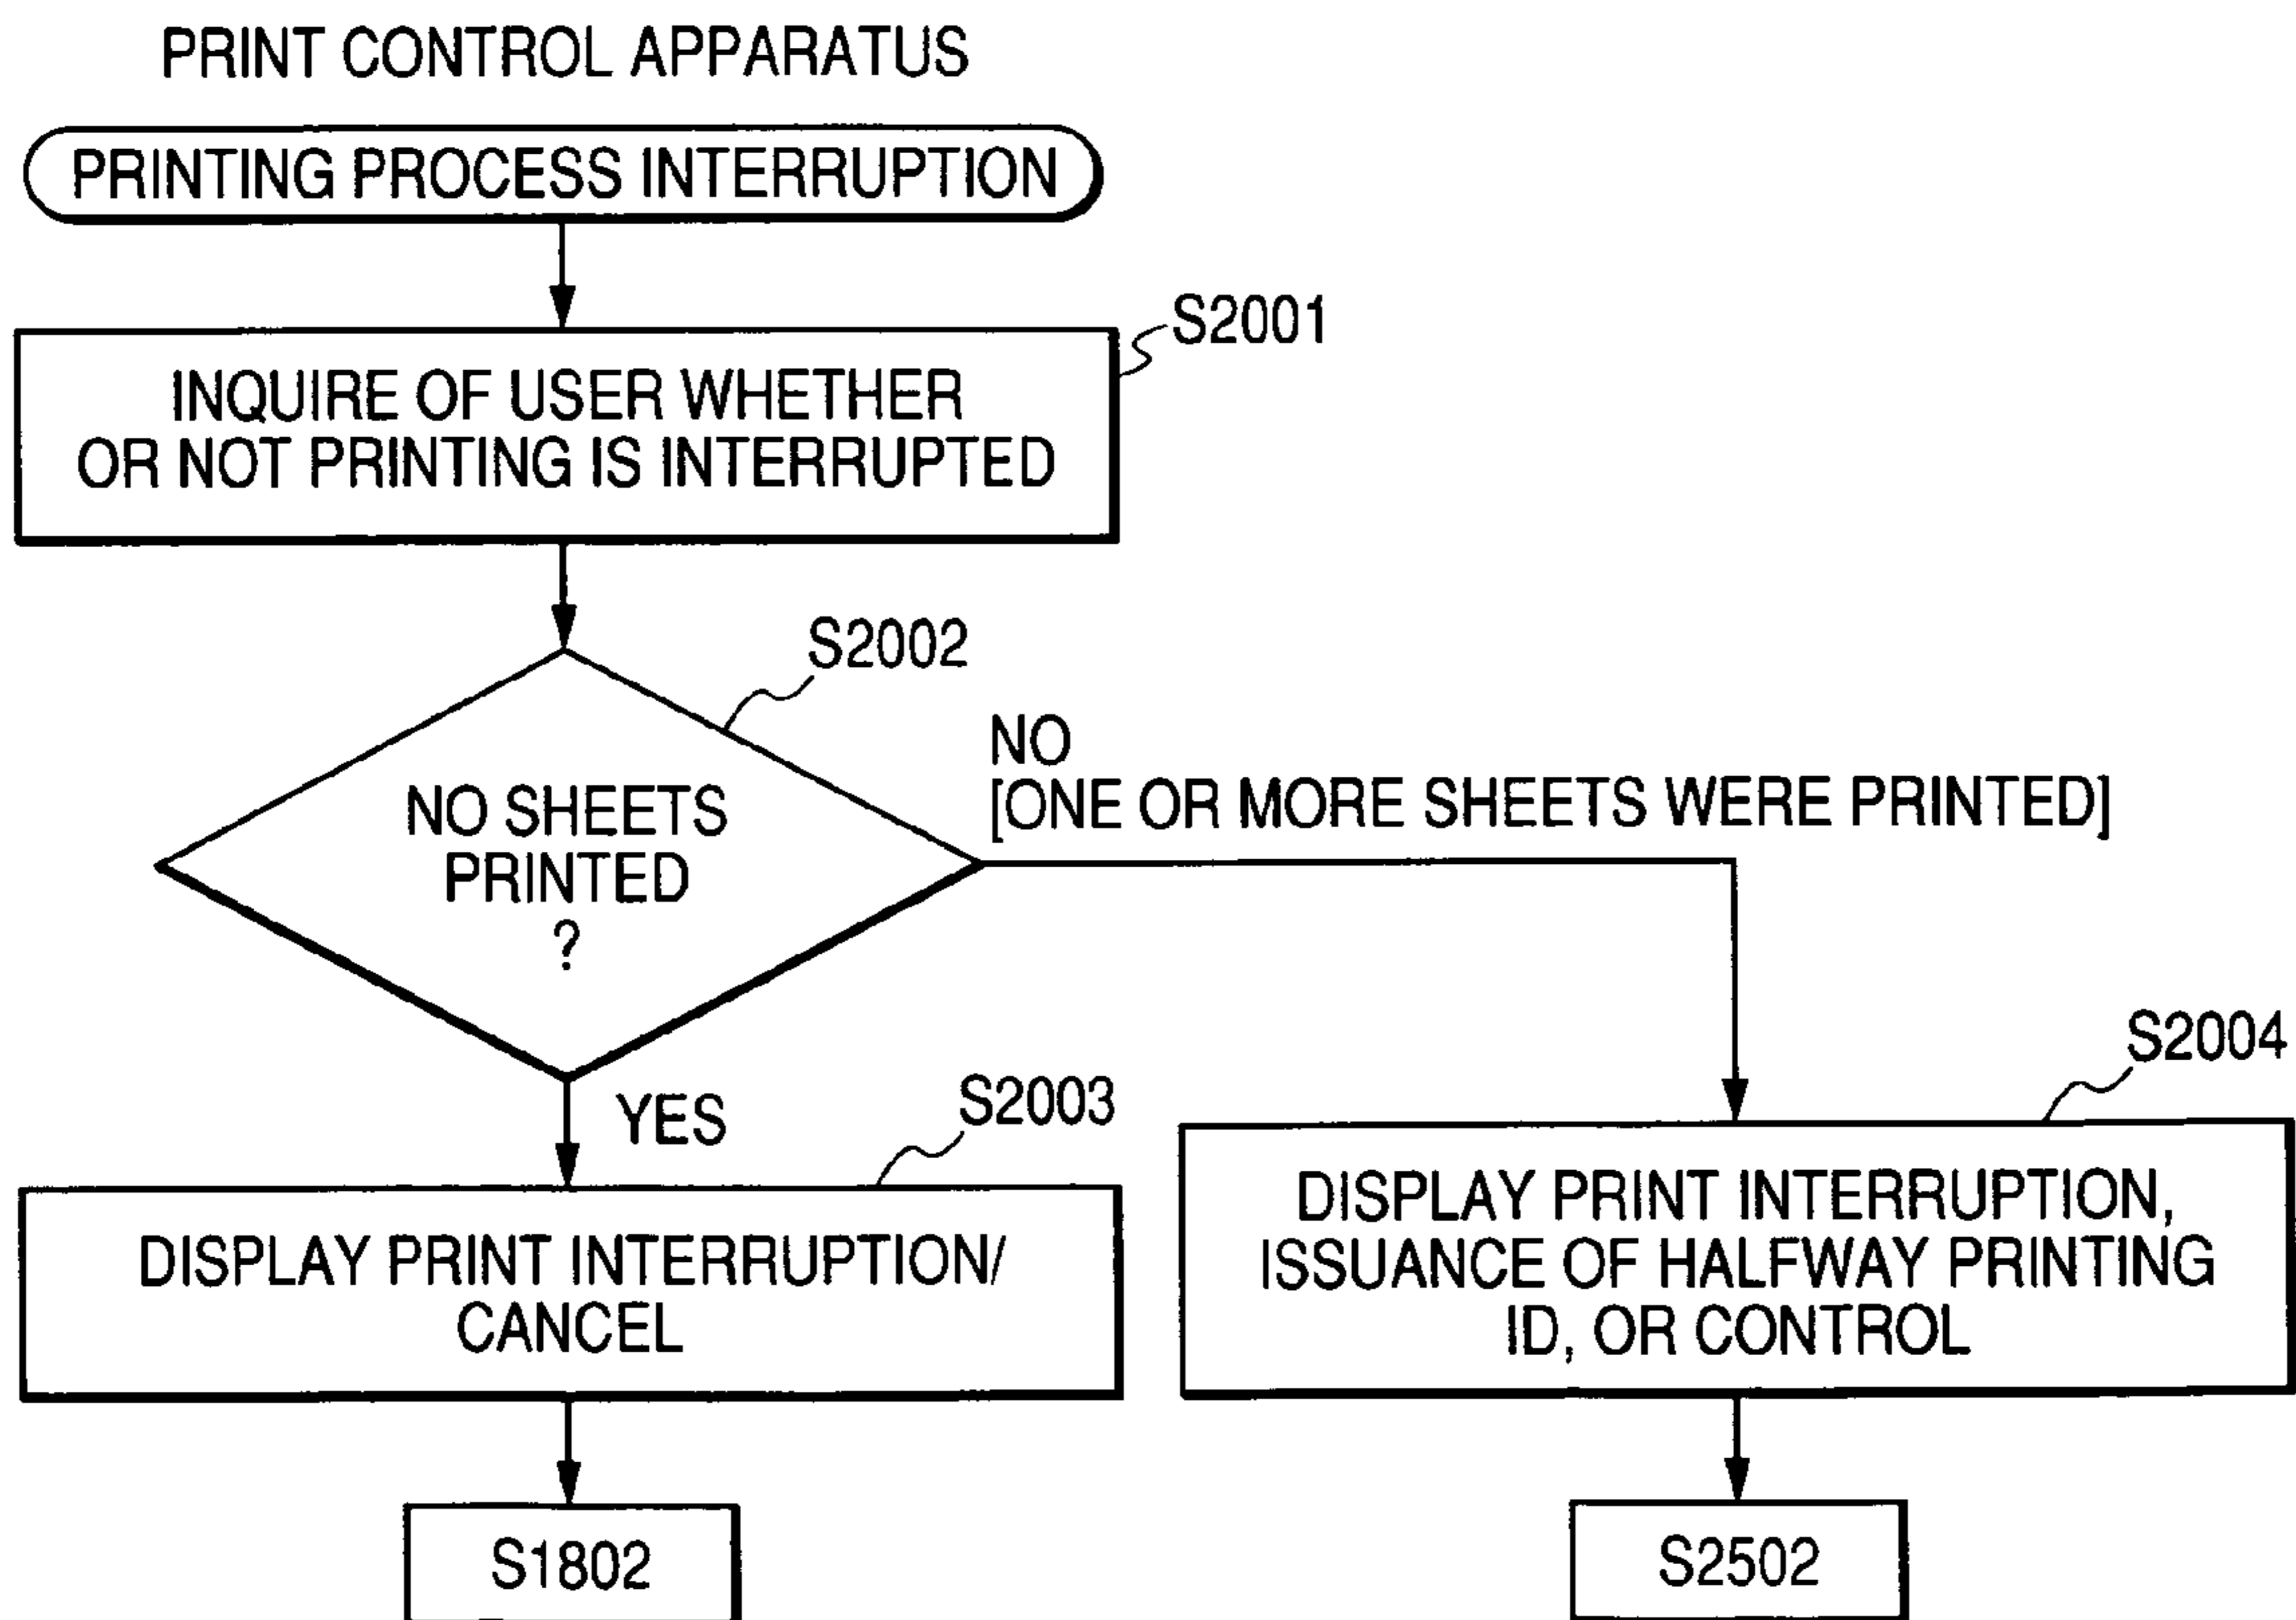 PRINT CONTROL APPARATUS
PRINTING PROCESS INTERRUPTION
S2001
INQUIRE OF USER WHETHER
OR NOT PRINTING IS INTERRUPTED
S2002
NO SHEETS
PRINTED
?
NO
[ONE OR MORE SHEETS WERE PRINTED]
YES
S2003
DISPLAY PRINT INTERRUPTION/
CANCEL
S1802
S2004
DISPLAY PRINT INTERRUPTION,
ISSUANCE OF HALFWAY PRINTING
ID, OR CONTROL
S2502